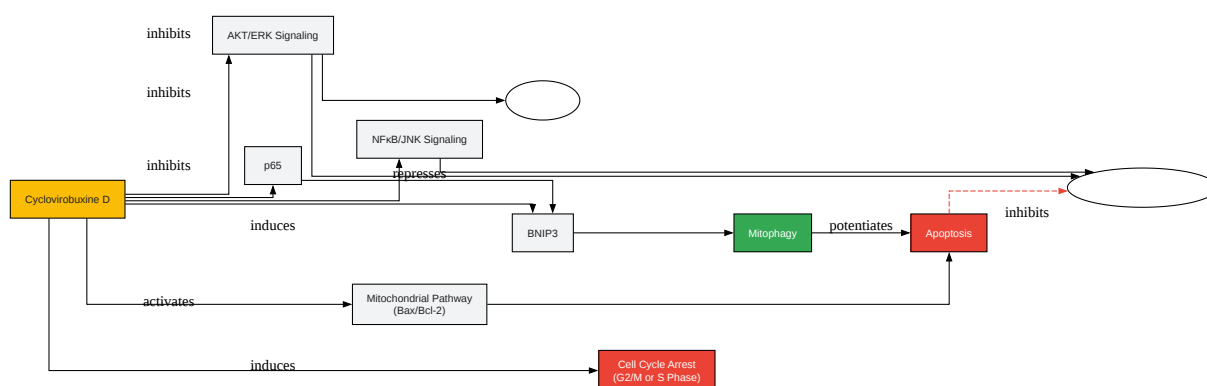 inhibits
AKT/ERK Signaling
inhibits
NFκB/JNK Signaling
inhibits
p65
represses
Cyclovirobuxine D
inhibits
induces
BNIP3
Mitophagy
potentiates
Apoptosis
activates
Mitochondrial Pathway
(Bax/Bcl-2)
induces
Cell Cycle Arrest
(G2/M or S Phase)